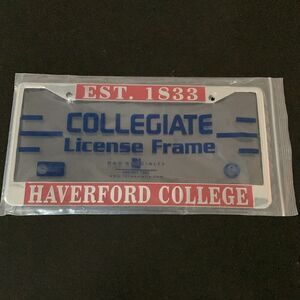 EST. 1833
COLLEGIATE
License Frame
HAVERFORD COLLEGE